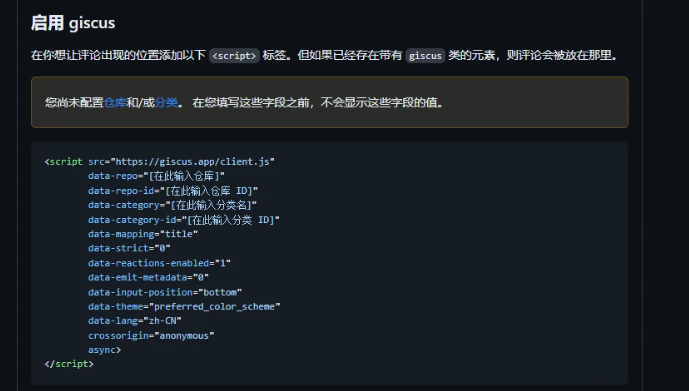 启用 giscus
在你想让评论出现的位置添加以下 <script> 标签。但如果已经存在带有 giscus 类的元素，则评论会被放在那里。
您尚未配置仓库和/或分类。 在您填写这些字段之前，不会显示这些字段的值。
<script src="https://giscus.app/client.js"
        data-repo="[在此输入仓库]"
        data-repo-id="[在此输入仓库 ID]"
        data-category="[在此输入分类名]"
        data-category-id="[在此输入分类 ID]"
        data-mapping="title"
        data-strict="0"
        data-reactions-enabled="1"
        data-emit-metadata="0"
        data-input-position="bottom"
        data-theme="preferred_color_scheme"
        data-lang="zh-CN"
        crossorigin="anonymous"
        async>
</script>